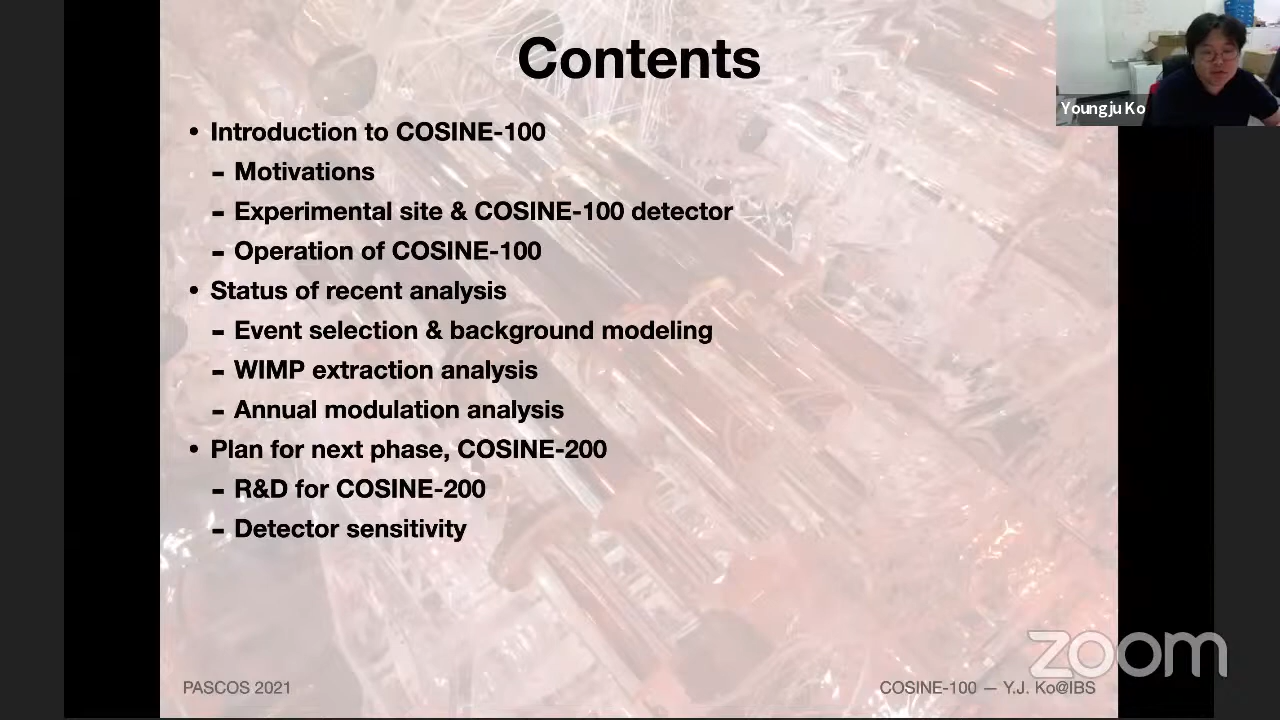 Contents
Youngju Ko
• Introduction to COSINE-100
- Motivations
- Experimental site & COSINE-100 detector
- Operation of COSINE-100
• Status of recent analysis
- Event selection & background modeling
- WIMP extraction analysis
- Annual modulation analysis
• Plan for next phase, COSINE-200
- R&D for COSINE-200
- Detector sensitivity
zoom
PASCOS 2021
COSINE-100 — Y.J. Ko@IBS